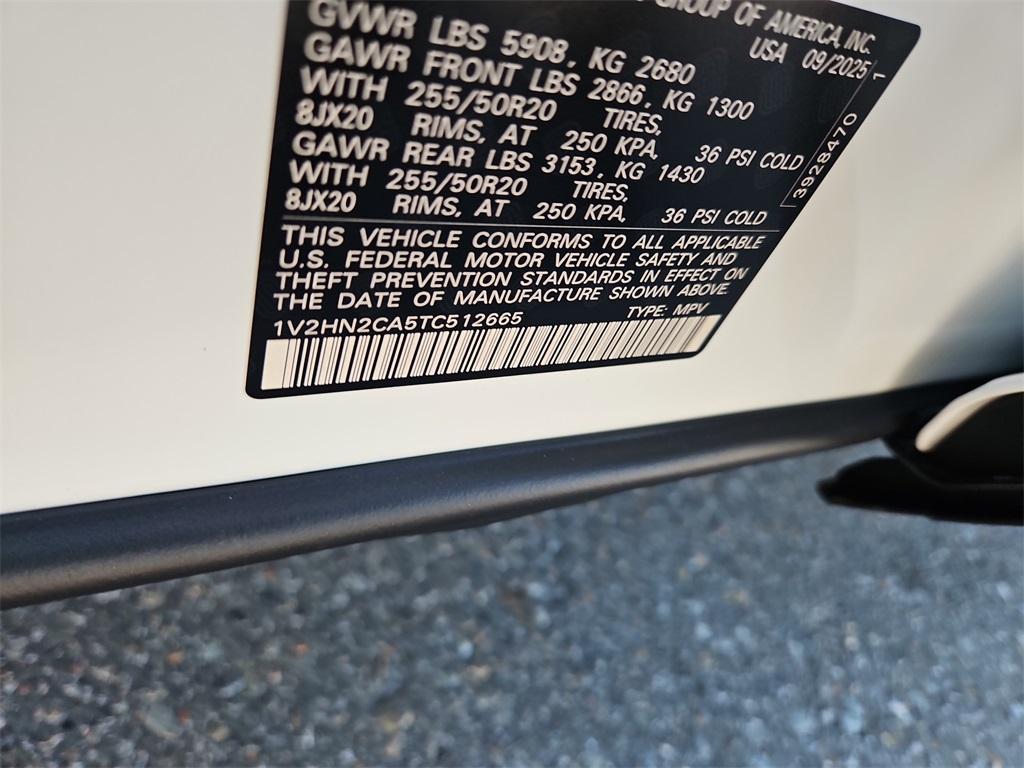 GROUP OF AMERICA, INC.
USA 09/2025
GVWR LBS 5908, KG 2680
GAWR FRONT LBS 2866, KG 1300
WITH 255/50R20 TIRES,
8JX20 RIMS, AT 250 KPA, 36 PSI COLD
GAWR REAR LBS 3153, KG 1430
WITH 255/50R20 TIRES,
8JX20 RIMS, AT 250 KPA, 36 PSI COLD
THIS VEHICLE CONFORMS TO ALL APPLICABLE
U.S. FEDERAL MOTOR VEHICLE SAFETY AND
THEFT PREVENTION STANDARDS IN EFFECT ON
THE DATE OF MANUFACTURE SHOWN ABOVE.
1V2HN2CA5TC512665 TYPE: MPV
3928470 1